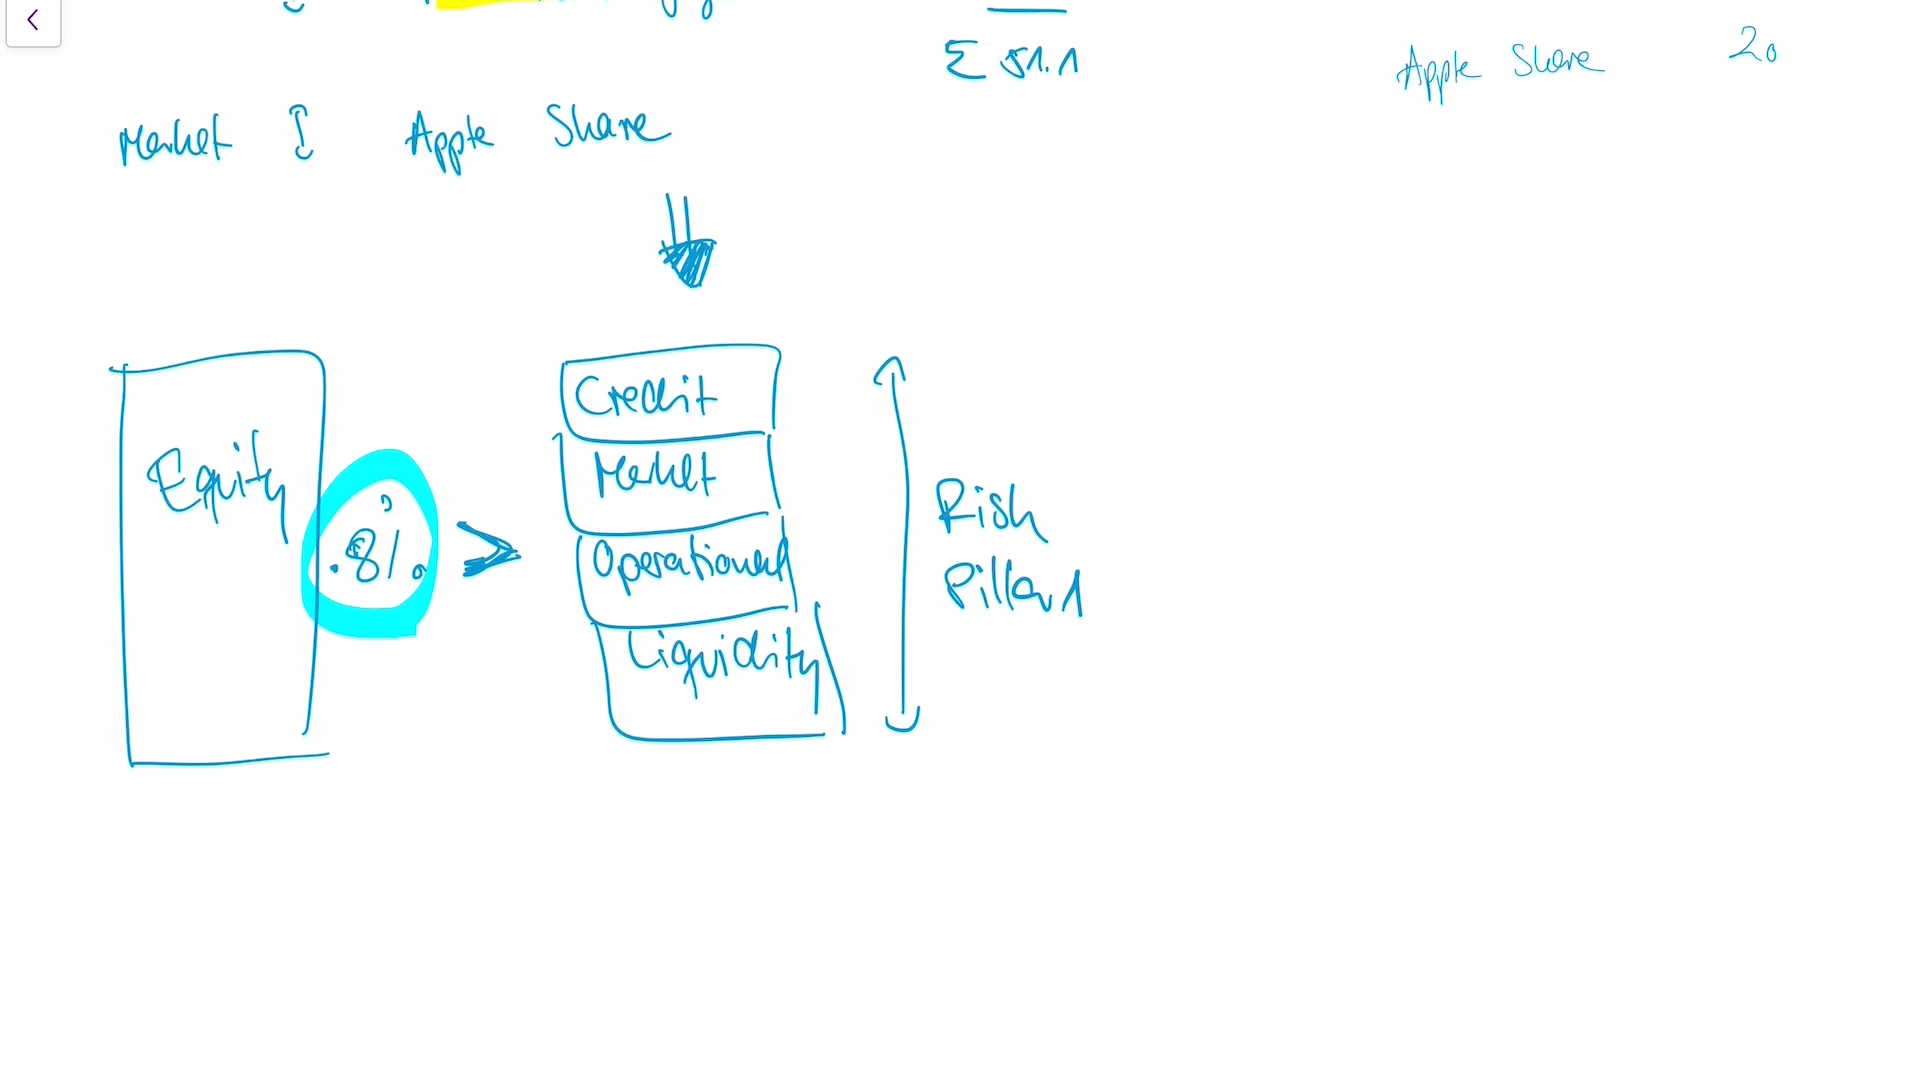 Σ 51.1
Apple Share 20
Market Apple Share
Equity
8%
>
Credit
Market
Operational
Liquidity
Risk
Pillar 1